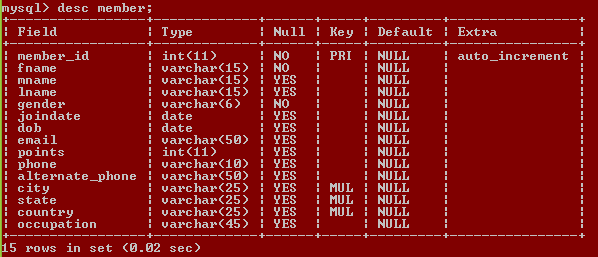 mysql> desc member;
+-----------------+-------------+------+-----+---------+----------------+
| Field | Type | Null | Key | Default | Extra |
+-----------------+-------------+------+-----+---------+----------------+
| member_id | int(11) | NO | PRI | NULL | auto_increment |
| fname | varchar(15) | NO | | NULL | |
| mname | varchar(15) | YES | | NULL | |
| lname | varchar(15) | YES | | NULL | |
| gender | varchar(6) | NO | | NULL | |
| joindate | date | YES | | NULL | |
| dob | date | YES | | NULL | |
| email | varchar(50) | YES | | NULL | |
| points | int(11) | YES | | NULL | |
| phone | varchar(10) | YES | | NULL | |
| alternate_phone | varchar(50) | YES | | NULL | |
| city | varchar(25) | YES | MUL | NULL | |
| state | varchar(25) | YES | MUL | NULL | |
| country | varchar(25) | YES | MUL | NULL | |
| occupation | varchar(45) | YES | | NULL | |
+-----------------+-------------+------+-----+---------+----------------+
15 rows in set (0.02 sec)